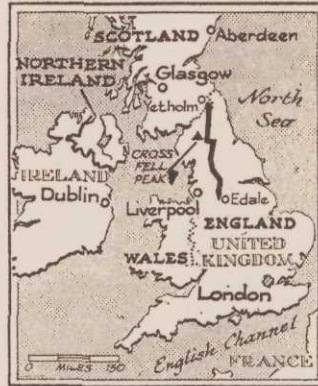 SCOTLAND
Aberdeen
NORTHERN
IRELAND
Glasgow
Yetholm
North
Sea
CROSS
FELL
PEAK
IRELAND
Dublin
Liverpool
Edale
ENGLAND
UNITED
KINGDOM
WALES
London
English Channel
FRANCE
0 MILES 150